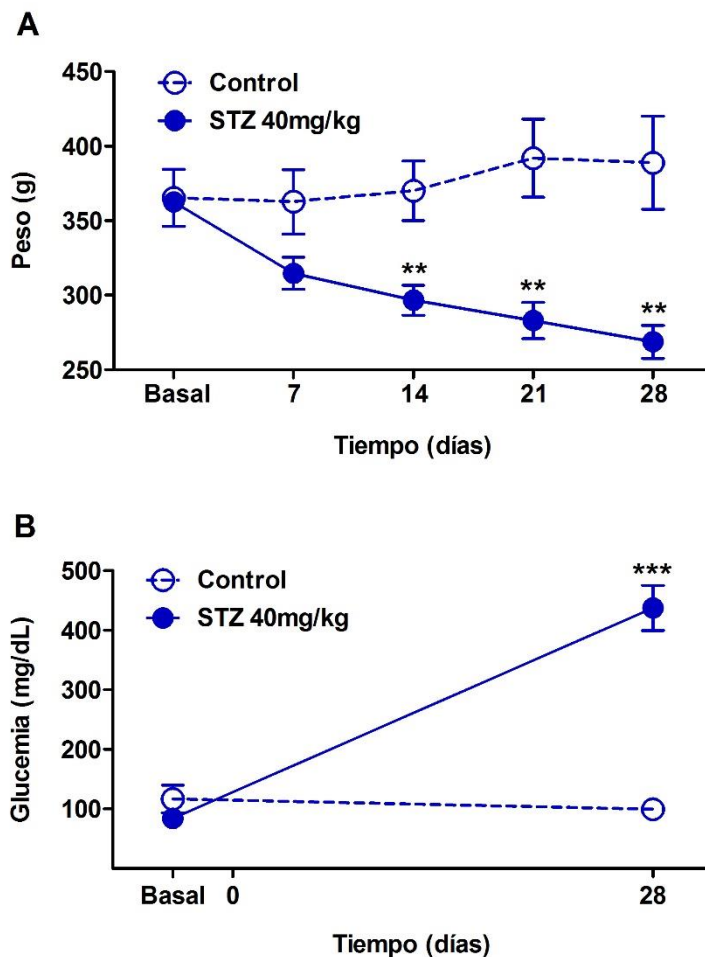 A
450
Control
STZ 40mg/kg
400
350
300
250
Peso (g)
**
**
**
Basal
7
14
21
28
Tiempo (días)
B
500
Control
STZ 40mg/kg
***
400
300
200
100
Glucemia (mg/dL)
Basal
0
28
Tiempo (días)